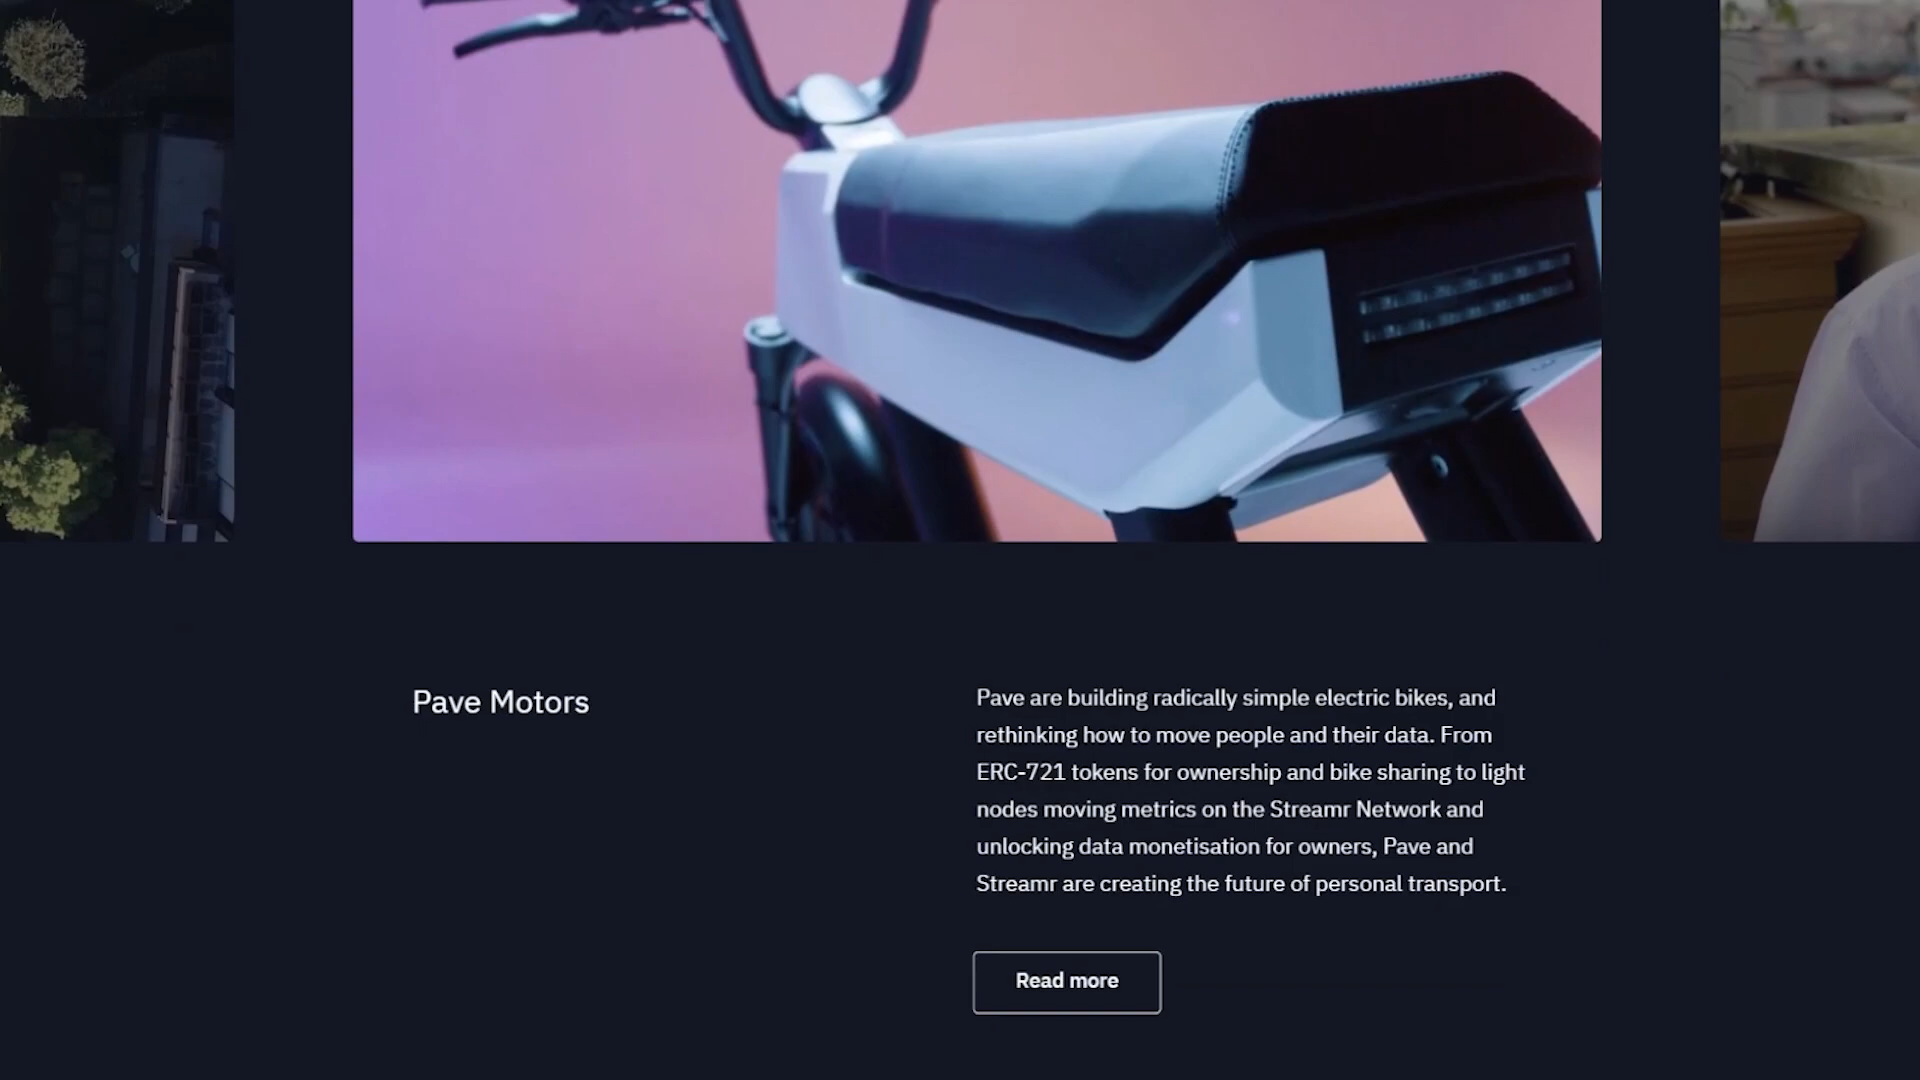 Pave Motors
Pave are building radically simple electric bikes, and
rethinking how to move people and their data. From
ERC-721 tokens for ownership and bike sharing to light
nodes moving metrics on the Streamr Network and
unlocking data monetisation for owners, Pave and
Streamr are creating the future of personal transport.
Read more